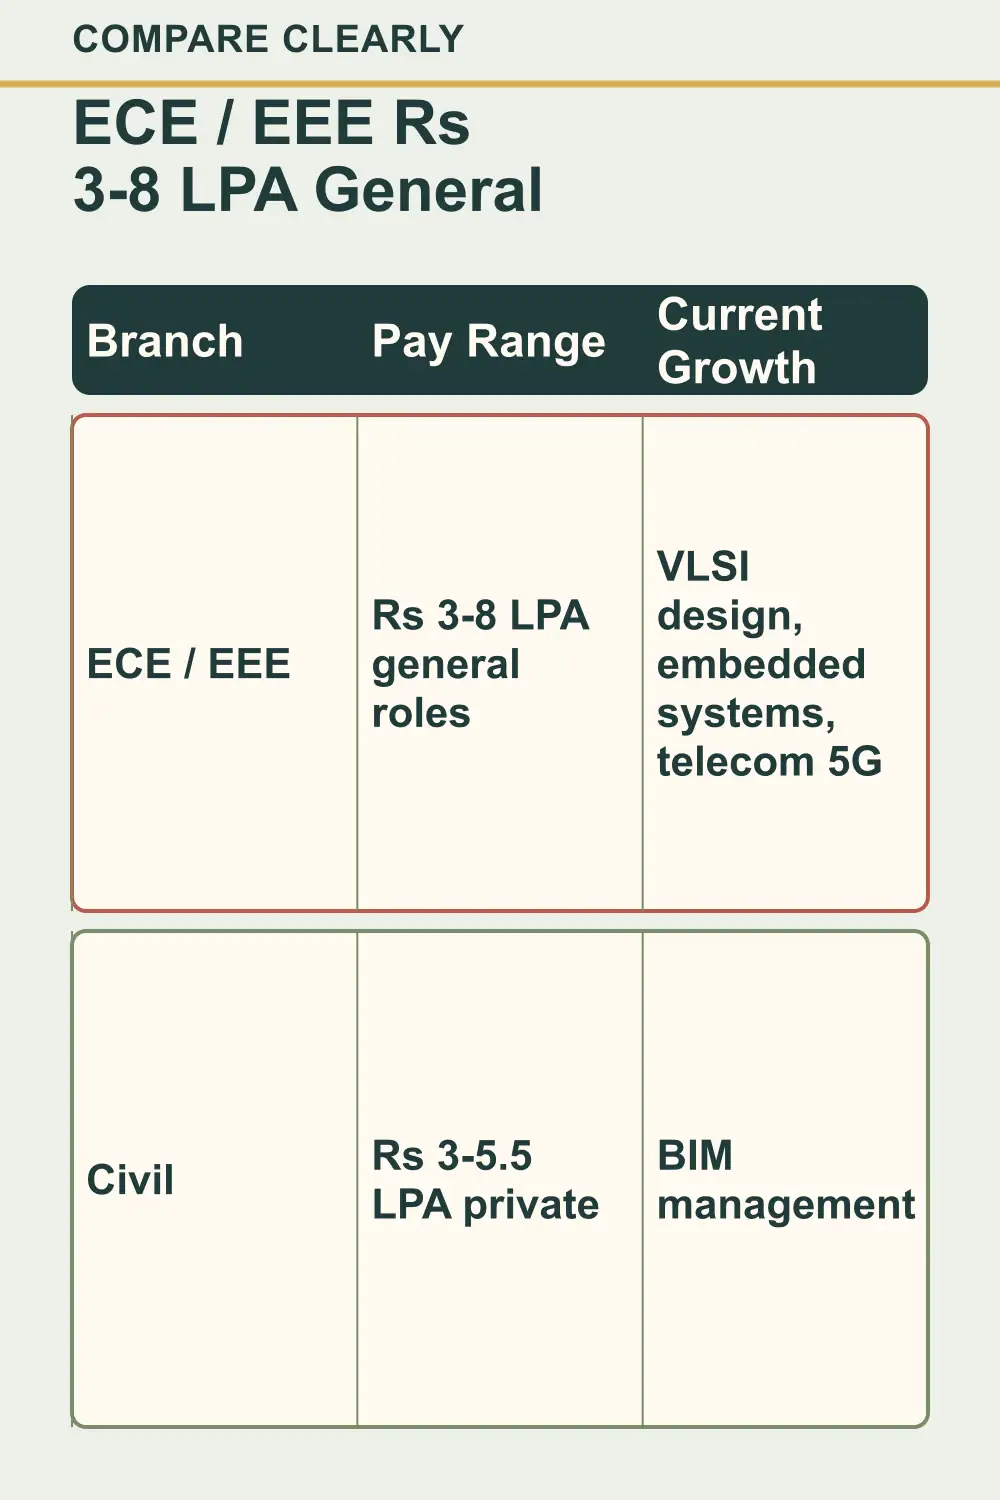 COMPARE CLEARLY
ECE / EEE Rs
3-8 LPA General
Branch
Pay Range
Current
Growth
ECE / EEE
Rs 3-8 LPA
general
roles
VLSI
design,
embedded
systems,
telecom 5G
Civil
Rs 3-5.5
LPA private
BIM
management